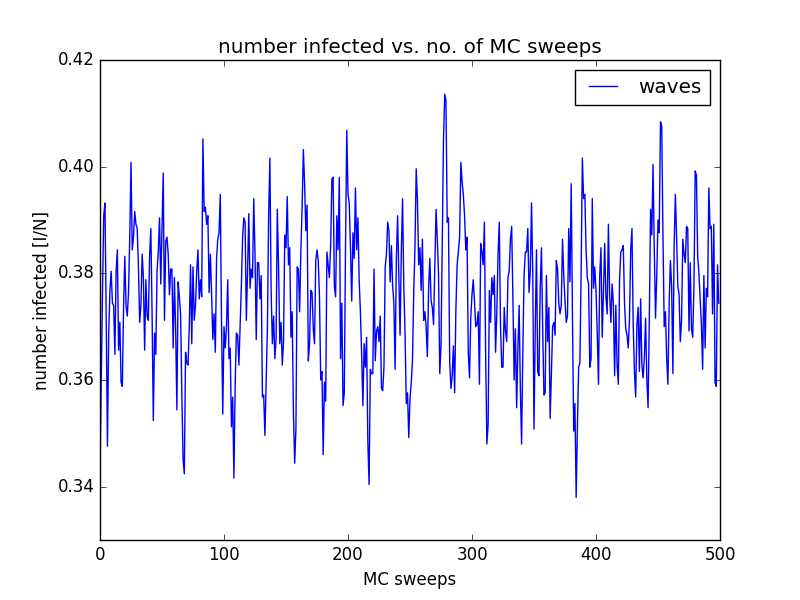 number infected vs. no. of MC sweeps
waves
number infected [I/N]
0.42
0.40
0.38
0.36
0.34
0 100 200 300 400 500
MC sweeps